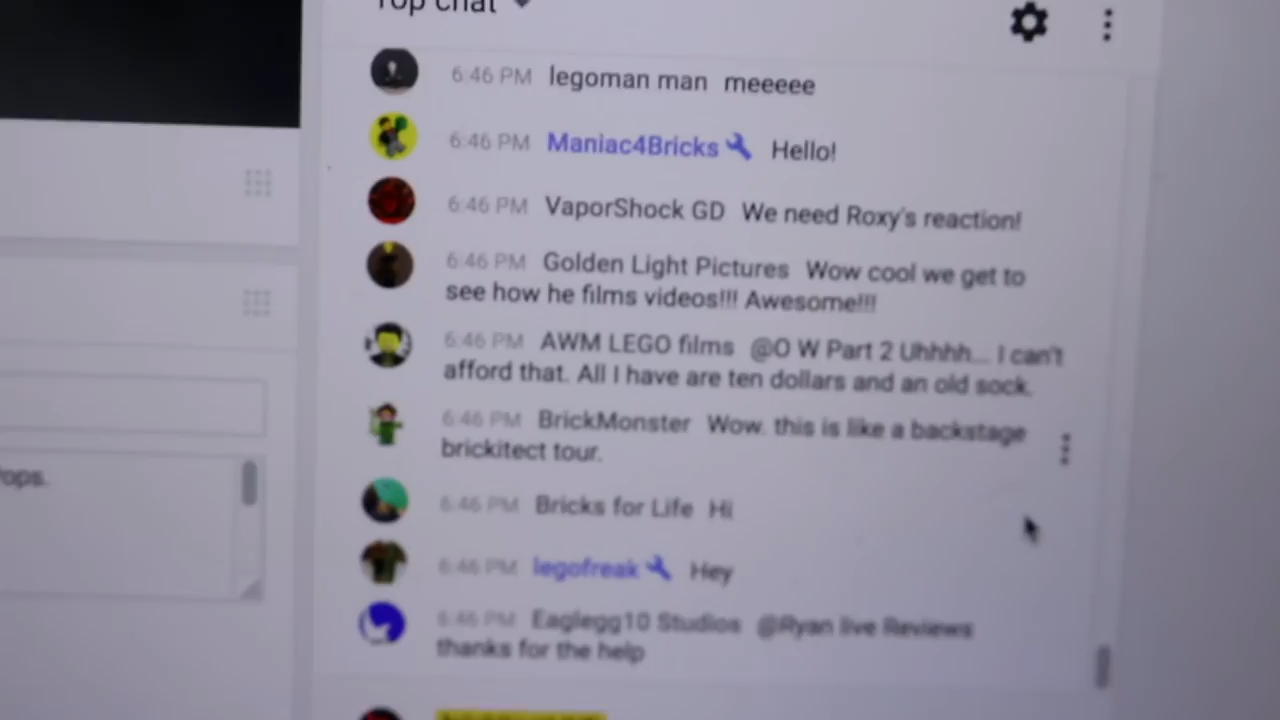 Top chat
6:46 PM legoman man meeeee
6:46 PM Maniac4Bricks Hello!
6:46 PM VaporShock GD We need Roxy's reaction!
6:46 PM Golden Light Pictures Wow cool we get to
see how he films videos!!! Awesome!!!
6:46 PM AWM LEGO films @O W Part 2 Uhhhh... I can't
afford that. All I have are ten dollars and an old sock.
6:46 PM BrickMonster Wow. this is like a backstage
brickitect tour.
ops.
6:46 PM Bricks for Life Hi
6:46 PM legofreak Hey
6:46 PM Eaglegg10 Studios @Ryan live Reviews
thanks for the help